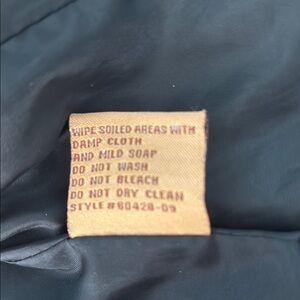 WIPE SOILED AREAS WITH
DAMP CLOTH
AND MILD SOAP
DO NOT WASH
DO NOT BLEACH
DO NOT DRY CLEAN
STYLE #60428-09